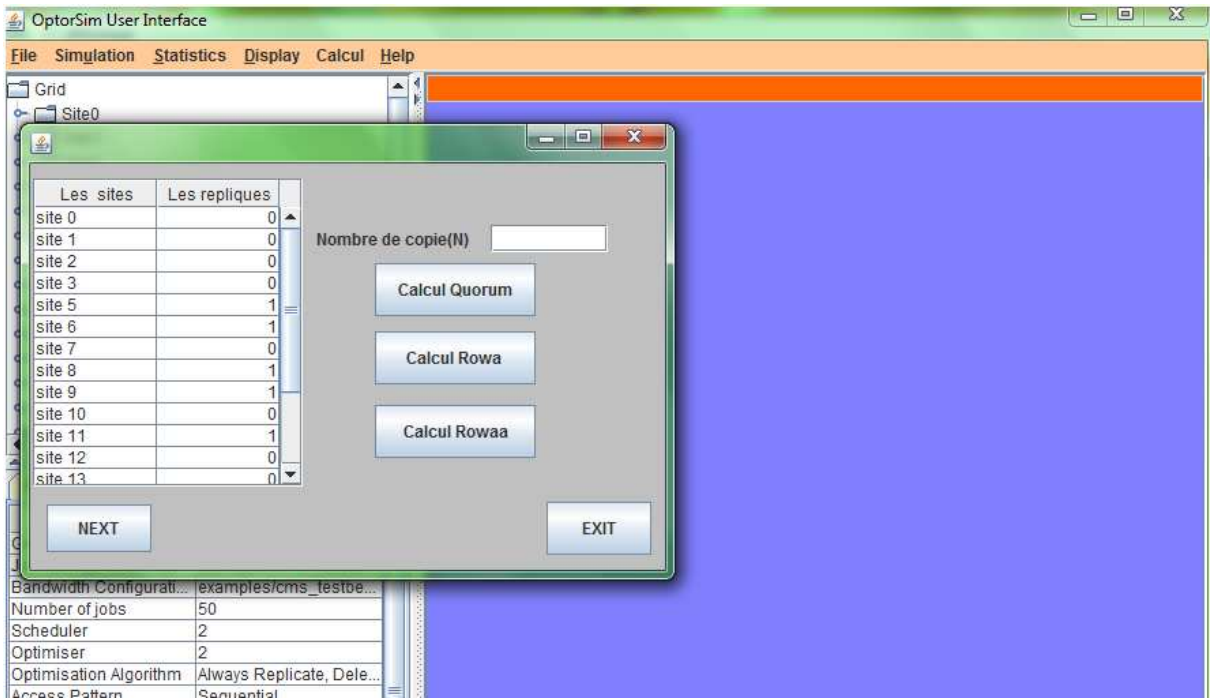 OptorSim User Interface
File Simulation Statistics Display Calcul Help
Grid
Site0
Les sites Les repliques
site 0 0
site 1 0
site 2 0
site 3 0
site 5 1
site 6 1
site 7 0
site 8 1
site 9 1
site 10 0
site 11 1
site 12 0
site 13 0
Nombre de copie(N)
Calcul Quorum
Calcul Rowa
Calcul Rowaa
NEXT
EXIT
Bandwidth Configurati... examples/cms_testbe...
Number of jobs 50
Scheduler 2
Optimiser 2
Optimisation Algorithm Always Replicate, Dele...
Access Pattern Sequential